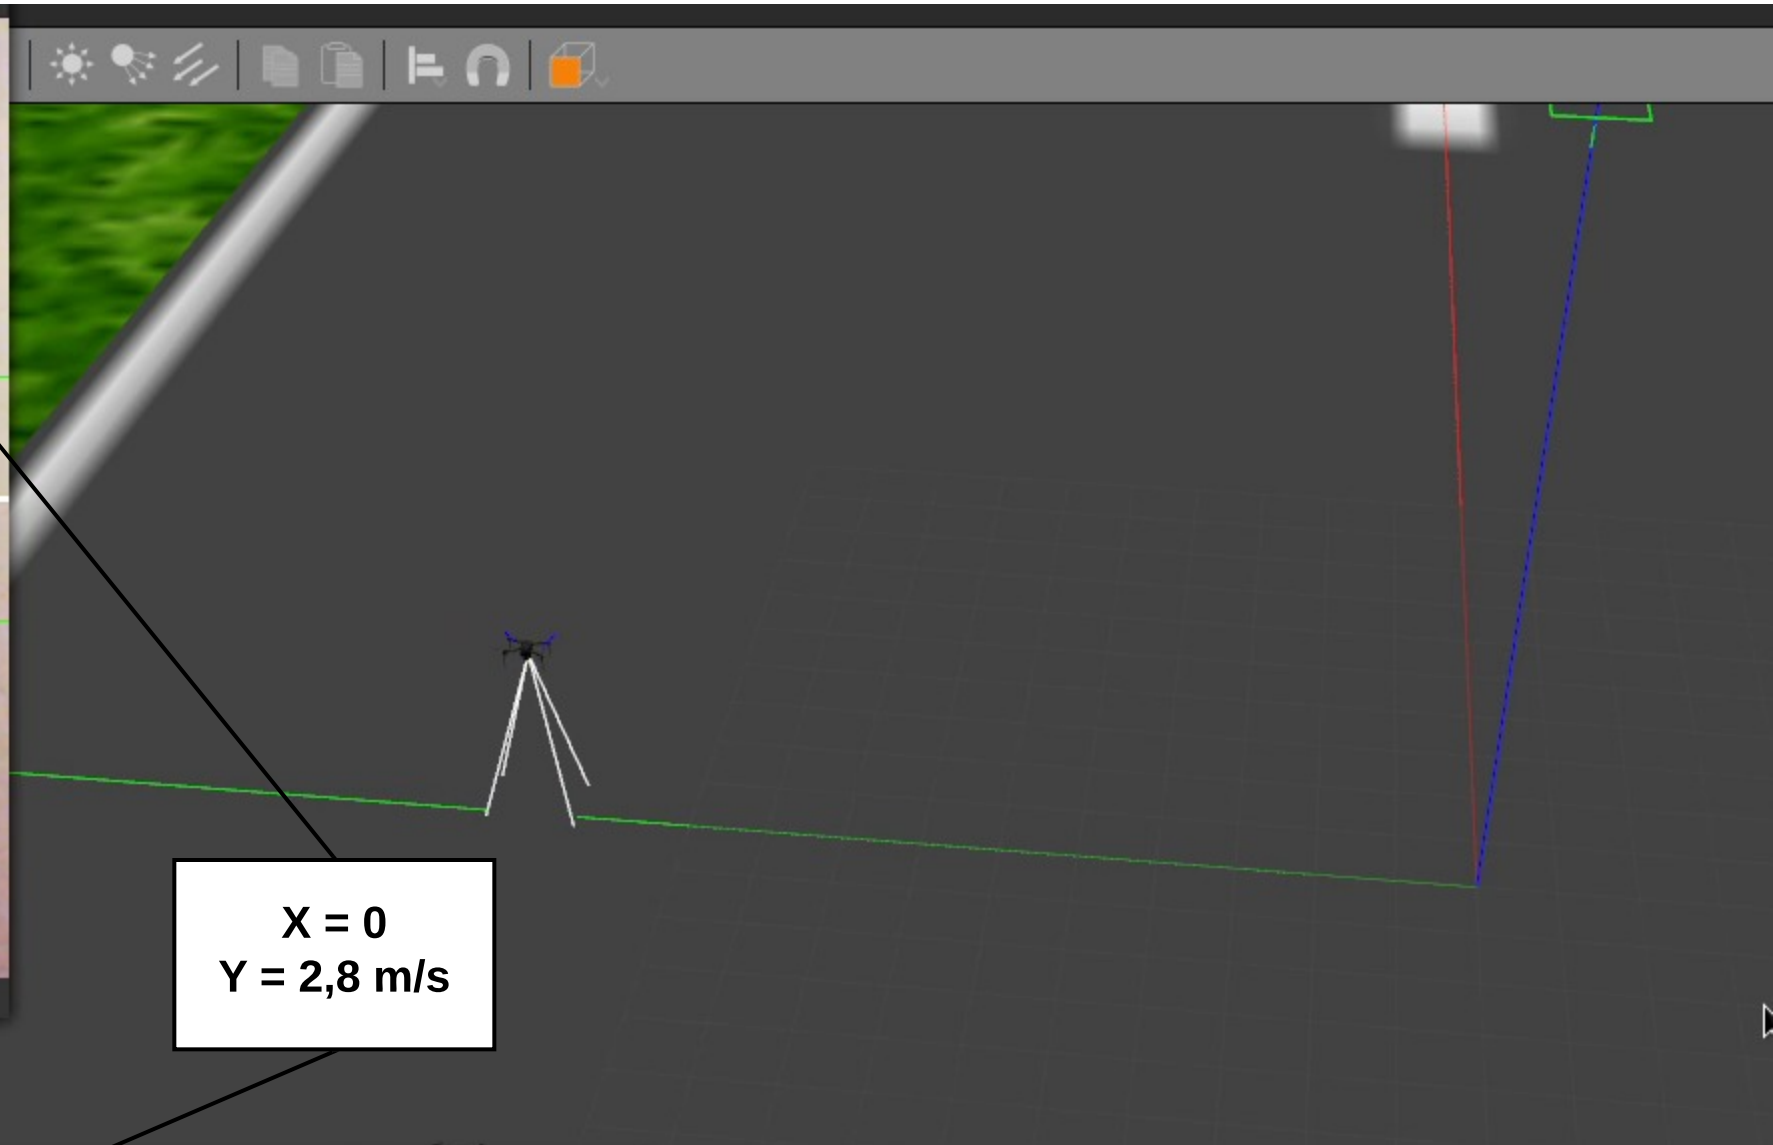 X = 0
Y = 2,8 m/s